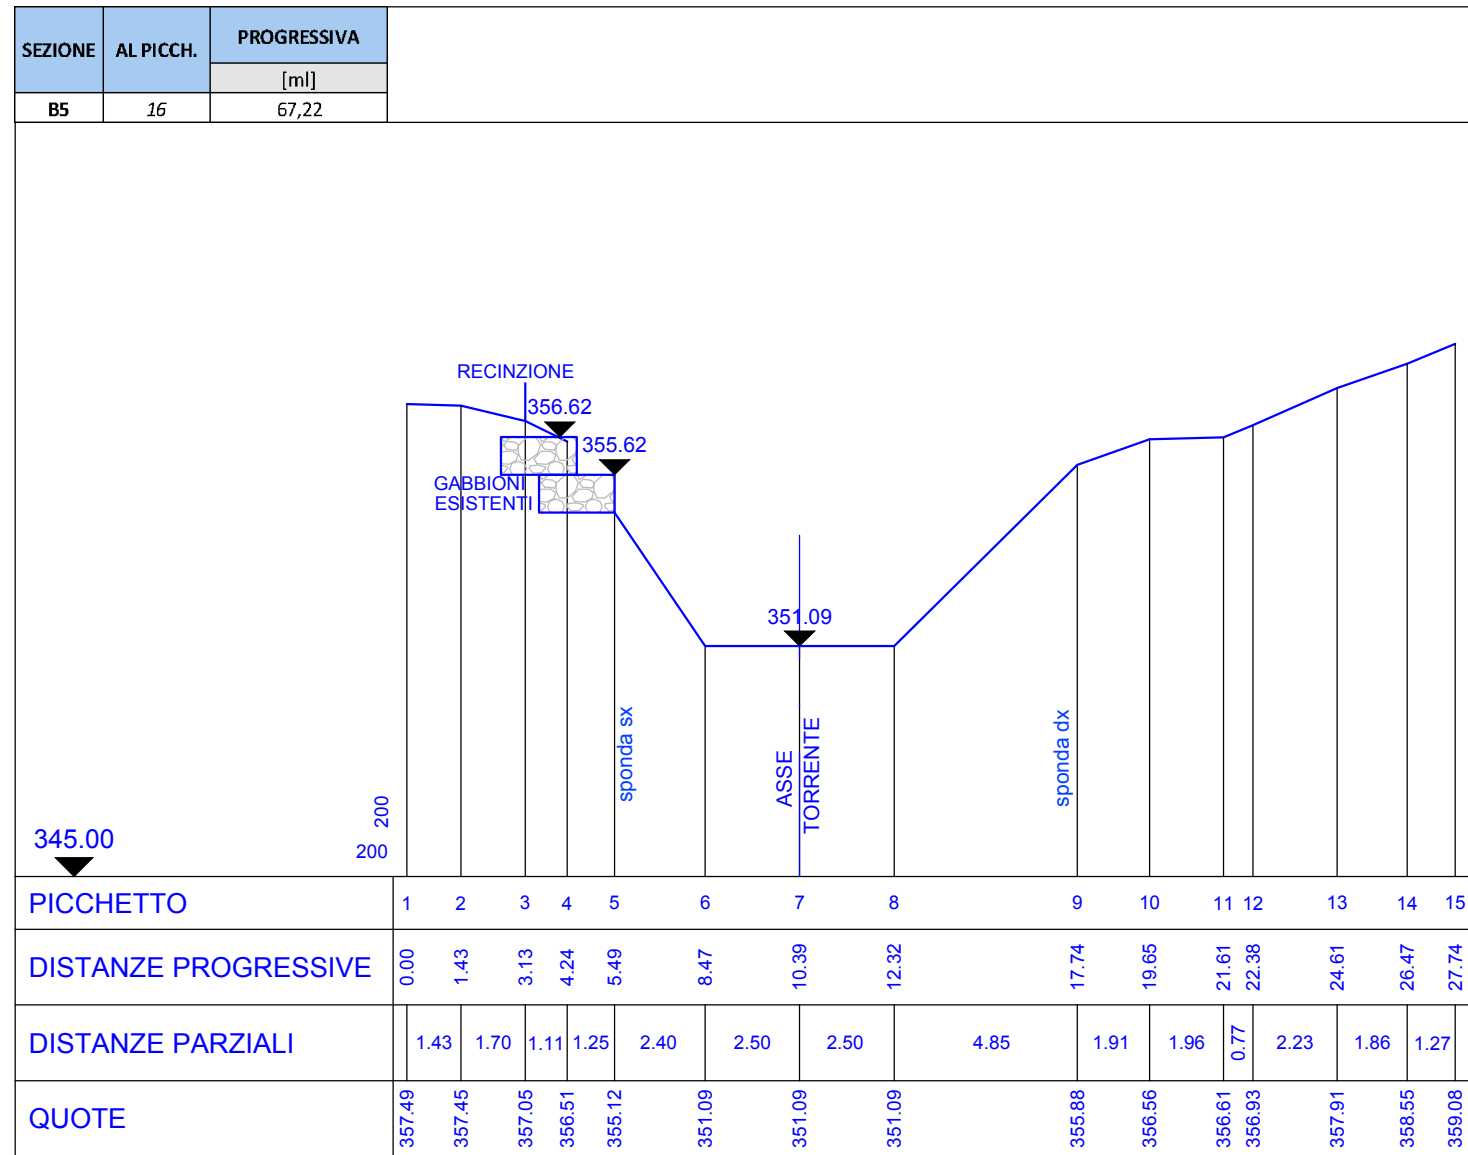 SEZIONE AL PICCH. PROGRESSIVA
[ml]
B5 16 67,22
RECINZIONE
356.62
355.62
GABBIONI
ESISTENTI
351.09
sponda sx
ASSE
TORRENTE
sponda dx
200
200
345.00
PICCHETTO 1 2 3 4 5 6 7 8 9 10 11 12 13 14 15
DISTANZE PROGRESSIVE 0.00 1.43 3.13 4.24 5.49 8.47 10.39 12.32 17.74 19.65 21.61 22.38 24.61 26.47 27.74
DISTANZE PARZIALI 1.43 1.70 1.11 1.25 2.40 2.50 2.50 4.85 1.91 1.96 0.77 2.23 1.86 1.27
QUOTE 357.49 357.45 357.05 356.51 355.12 351.09 351.09 351.09 355.88 356.56 356.61 356.93 357.91 358.55 359.08